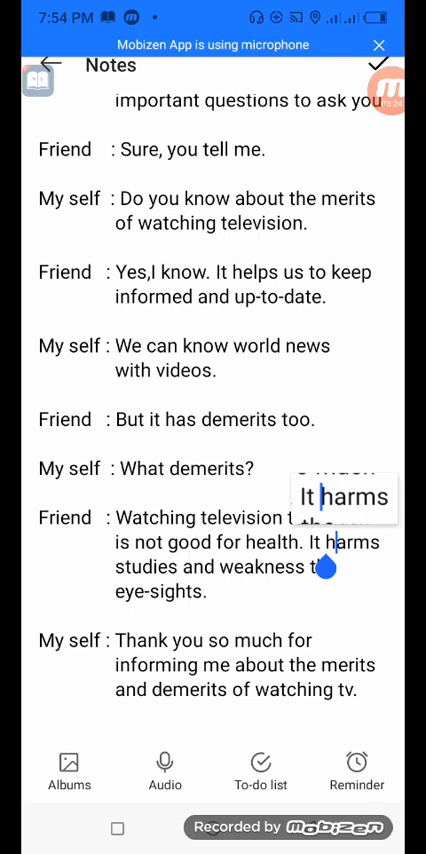 7:54 PM
Mobizen App is using microphone
Notes
03:24
important questions to ask you
Friend : Sure, you tell me.
My self : Do you know about the merits
of watching television.
Friend : Yes,I know. It helps us to keep
informed and up-to-date.
My self : We can know world news
with videos.
Friend : But it has demerits too.
My self : What demerits?
It harms
Friend : Watching television
is not good for health. It harms
studies and weakness
eye-sights.
My self : Thank you so much for
informing me about the merits
and demerits of watching tv.
Albums Audio To-do list Reminder
Recorded by mobizen